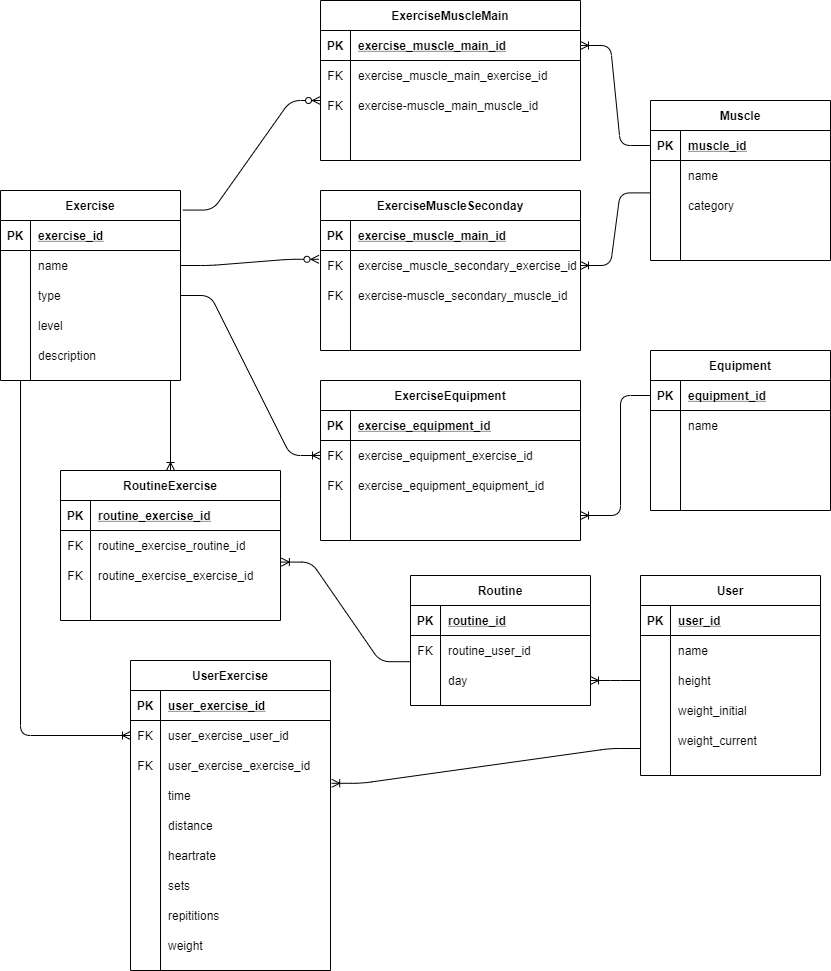 ExerciseMuscleMain
PK exercise_muscle_main_id
FK exercise_muscle_main_exercise_id
FK exercise-muscle_main_muscle_id
Muscle
PK muscle_id
name
category
Exercise
PK exercise_id
name
type
level
description
ExerciseMuscleSeconday
PK exercise_muscle_main_id
FK exercise_muscle_secondary_exercise_id
FK exercise-muscle_secondary_muscle_id
ExerciseEquipment
PK exercise_equipment_id
FK exercise_equipment_exercise_id
FK exercise_equipment_equipment_id
Equipment
PK equipment_id
name
RoutineExercise
PK routine_exercise_id
FK routine_exercise_routine_id
FK routine_exercise_exercise_id
Routine
PK routine_id
FK routine_user_id
day
User
PK user_id
name
height
weight_initial
weight_current
UserExercise
PK user_exercise_id
FK user_exercise_user_id
FK user_exercise_exercise_id
time
distance
heartrate
sets
repititions
weight